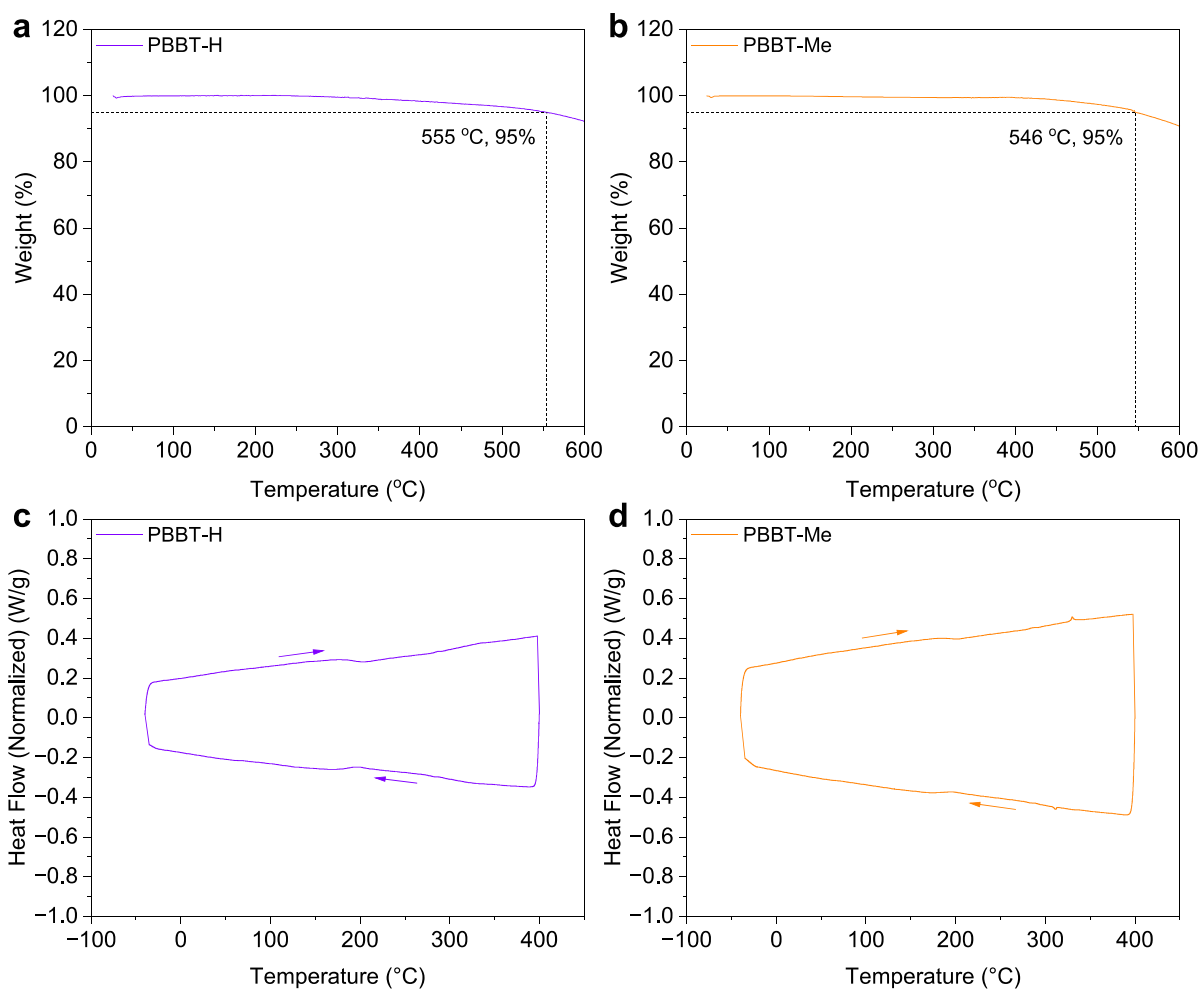 a
PBBT-H
120
100
80
60
40
20
0
Weight (%)
555 °C, 95%
0 100 200 300 400 500 600
Temperature (°C)
b
PBBT-Me
120
100
80
60
40
20
0
Weight (%)
546 °C, 95%
0 100 200 300 400 500 600
Temperature (°C)
c
PBBT-H
1.0
0.8
0.6
0.4
0.2
0.0
−0.2
−0.4
−0.6
−0.8
−1.0
Heat Flow (Normalized) (W/g)
−100 0 100 200 300 400
Temperature (°C)
d
PBBT-Me
1.0
0.8
0.6
0.4
0.2
0.0
−0.2
−0.4
−0.6
−0.8
−1.0
Heat Flow (Normalized) (W/g)
−100 0 100 200 300 400
Temperature (°C)